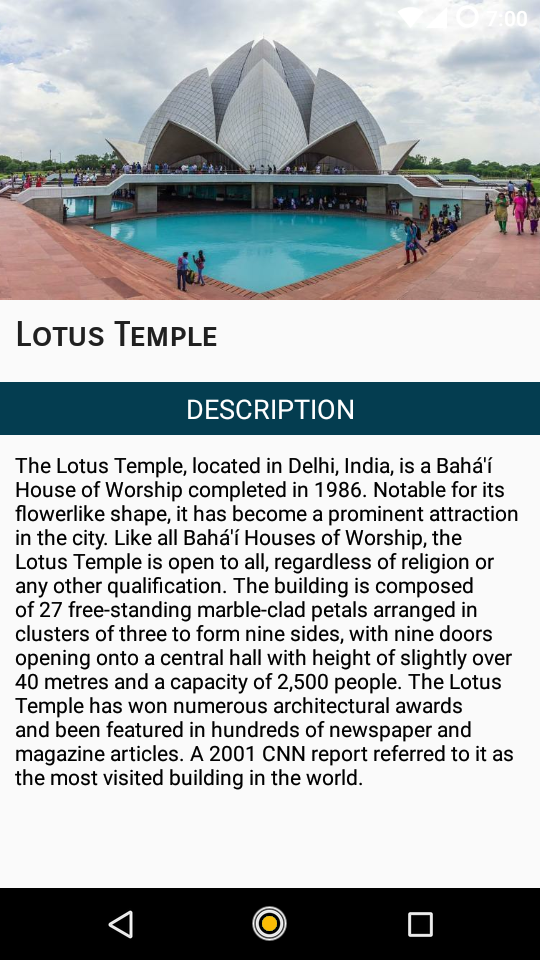 7:00
Lotus Temple
DESCRIPTION
The Lotus Temple, located in Delhi, India, is a Bahá'í
House of Worship completed in 1986. Notable for its
flowerlike shape, it has become a prominent attraction
in the city. Like all Bahá'í Houses of Worship, the
Lotus Temple is open to all, regardless of religion or
any other qualification. The building is composed
of 27 free-standing marble-clad petals arranged in
clusters of three to form nine sides, with nine doors
opening onto a central hall with height of slightly over
40 metres and a capacity of 2,500 people. The Lotus
Temple has won numerous architectural awards
and been featured in hundreds of newspaper and
magazine articles. A 2001 CNN report referred to it as
the most visited building in the world.